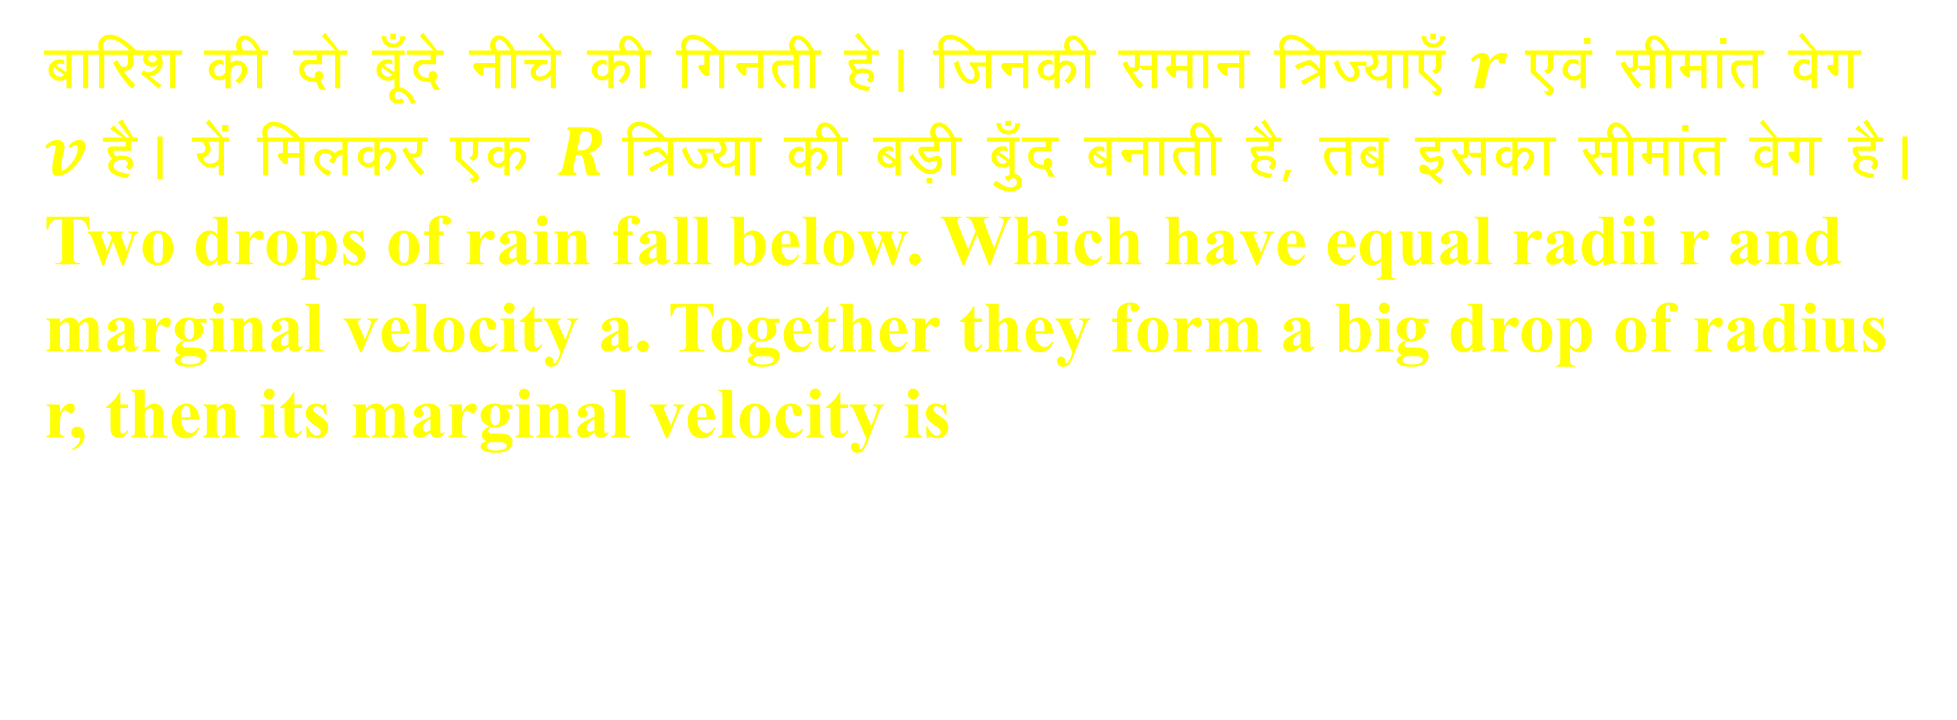 बारिश की दो बूँदे नीचे की गिनती हे। जिनकी समान त्रिज्याएँ r एवं सीमांत वेग
v है। यें मिलकर एक R त्रिज्या की बड़ी बुँद बनाती है, तब इसका सीमांत वेग है।
Two drops of rain fall below. Which have equal radii r and
marginal velocity a. Together they form a big drop of radius
r, then its marginal velocity is